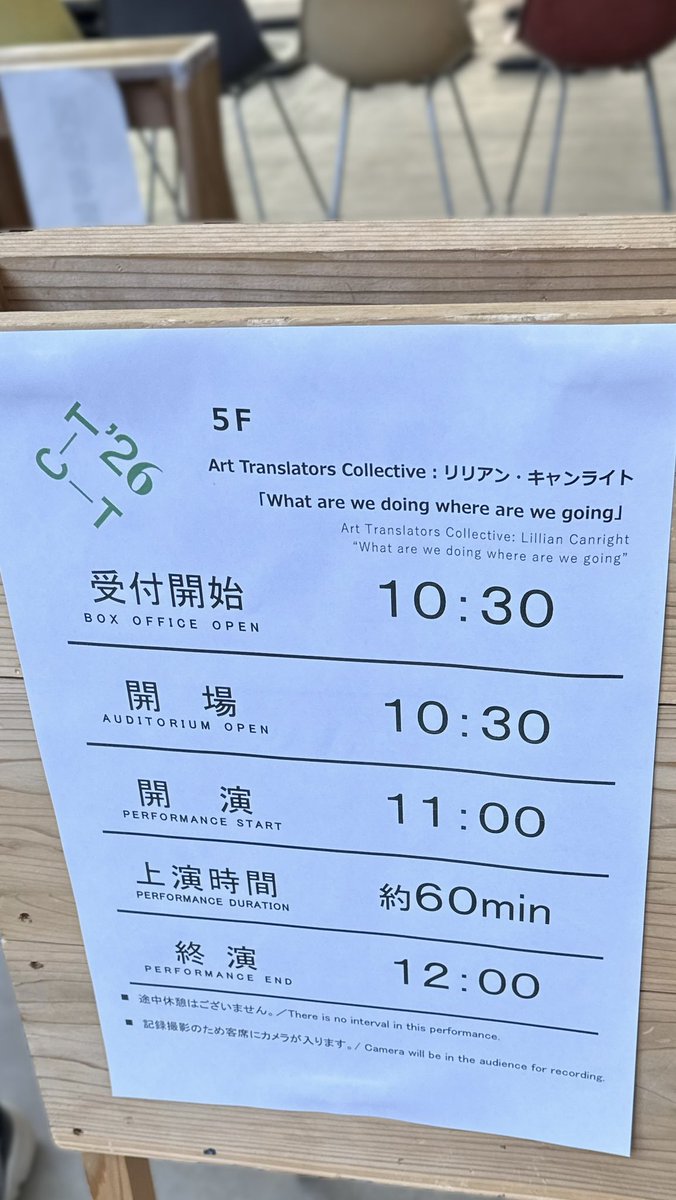 T'26
C
T
5F
Art Translators Collective：リリアン・キャンライト
「What are we doing where are we going」
Art Translators Collective: Lillian Canright
“What are we doing where are we going”
受付開始 10:30
BOX OFFICE OPEN
開 場 10:30
AUDITORIUM OPEN
開 演 11:00
PERFORMANCE START
上演時間 約60min
PERFORMANCE DURATION
終 演 12:00
PERFORMANCE END
■ 途中休憩はございません。／There is no interval in this performance.
■ 記録撮影のため客席にカメラが入ります。/ Camera will be in the audience for recording.